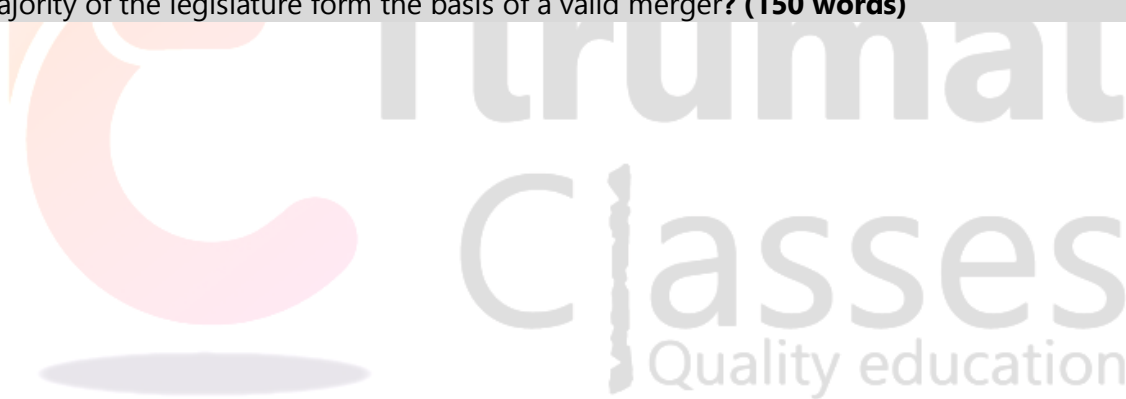 ajority of the legislature form the basis of a valid merger? (150 words)
Classes
Quality education